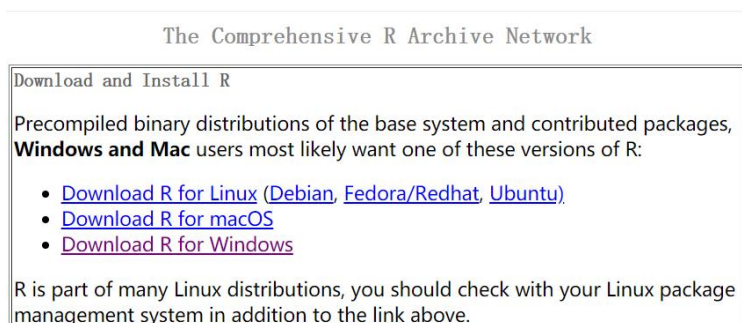 The Comprehensive R Archive Network
Download and Install R
Precompiled binary distributions of the base system and contributed packages,
Windows and Mac users most likely want one of these versions of R:
• Download R for Linux (Debian, Fedora/Redhat, Ubuntu)
• Download R for macOS
• Download R for Windows
R is part of many Linux distributions, you should check with your Linux package
management system in addition to the link above.